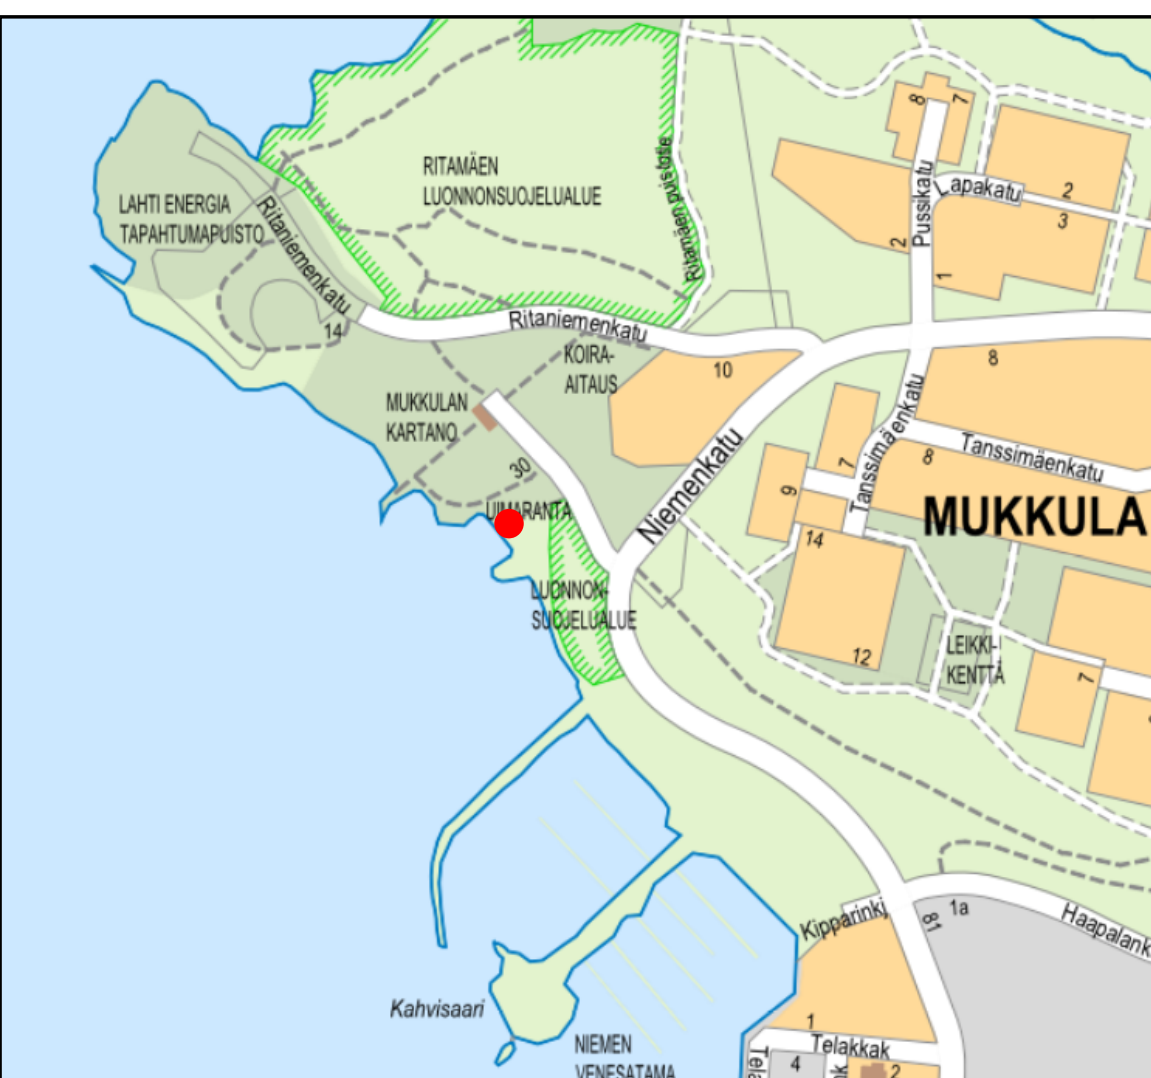 8
7
RITAMÄEN
LUONNONSUOJELUALUE
Ritamäen puistotie
Pussikatu
Lapakatu
2
3
LAHTI ENERGIA
TAPAHTUMAPUISTO
Ritaniemenkatu
2
1
14
Ritaniemenkatu
KOIRA-
AITAUS
10
8
MUKKULAN
KARTANO
Tanssimäenkatu
Tanssimäenkatu
30
7
8
9
Niemenkatu
MUKKULA
UIMARANTA
14
LUONNON-
SUOJELUALUE
12
LEIKKI-
KENTTÄ
7
Kipparinkj
81
1a
Haapalank
Kahvisaari
1
NIEMEN
VENESATAMA
Telakkak
Tela
4
2